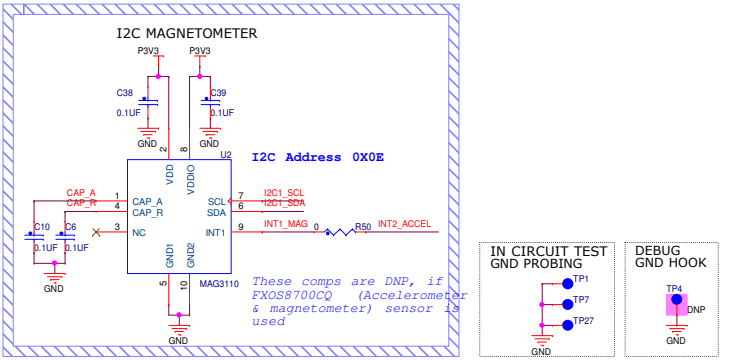 I2C MAGNETOMETER
P3V3
P3V3
C38
C39
0.1UF
0.1UF
GND
GND
2
8
U2
I2C Address 0X0E
VDD
VDDIO
CAP_A
1
CAP_A
SCL
7
I2C1_SCL
CAP_R
4
CAP_R
SDA
6
I2C1_SDA
C10
C6
3
NC
INT1
9
INT1_MAG
0
R50
INT2_ACCEL
0.1UF
0.1UF
GND1
GND2
GND
5
10
MAG3110
These comps are DNP, if
FXOS8700CQ (Accelerometer
& magnetometer) sensor is
used
GND
IN CIRCUIT TEST
GND PROBING
TP1
TP7
TP27
GND
DEBUG
GND HOOK
TP4
DNP
GND